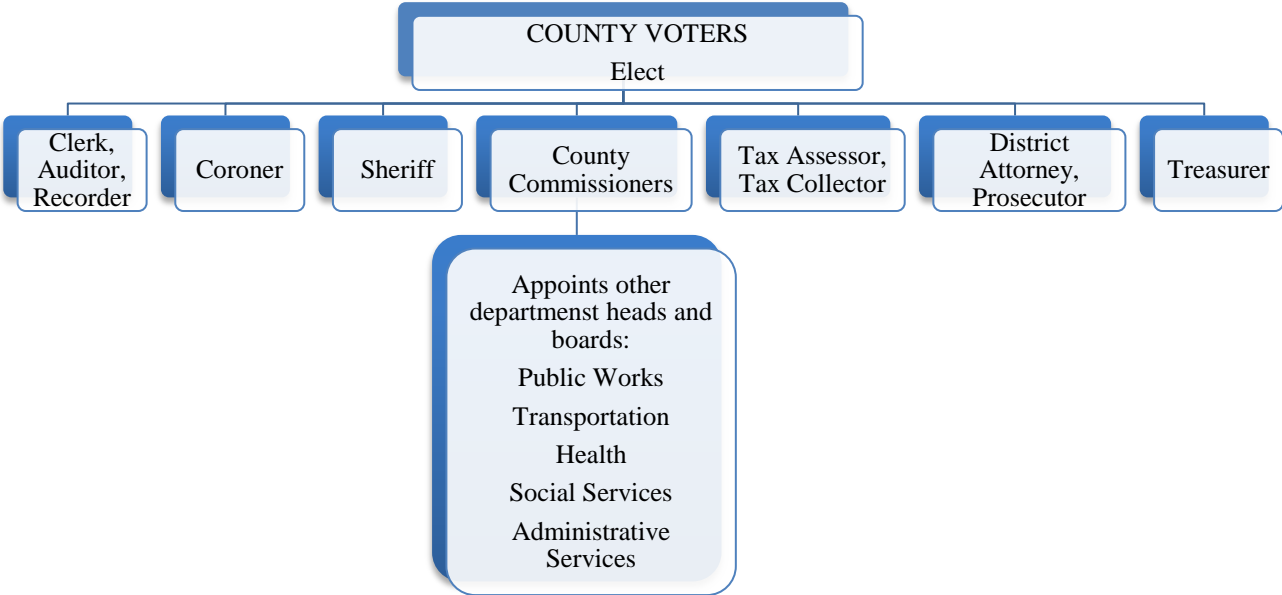 COUNTY VOTERS
Elect
Clerk,
Auditor,
Recorder
Coroner
Sheriff
County
Commissioners
Tax Assessor,
Tax Collector
District
Attorney,
Prosecutor
Treasurer
Appoints other
departmenst heads and
boards:
Public Works
Transportation
Health
Social Services
Administrative
Services